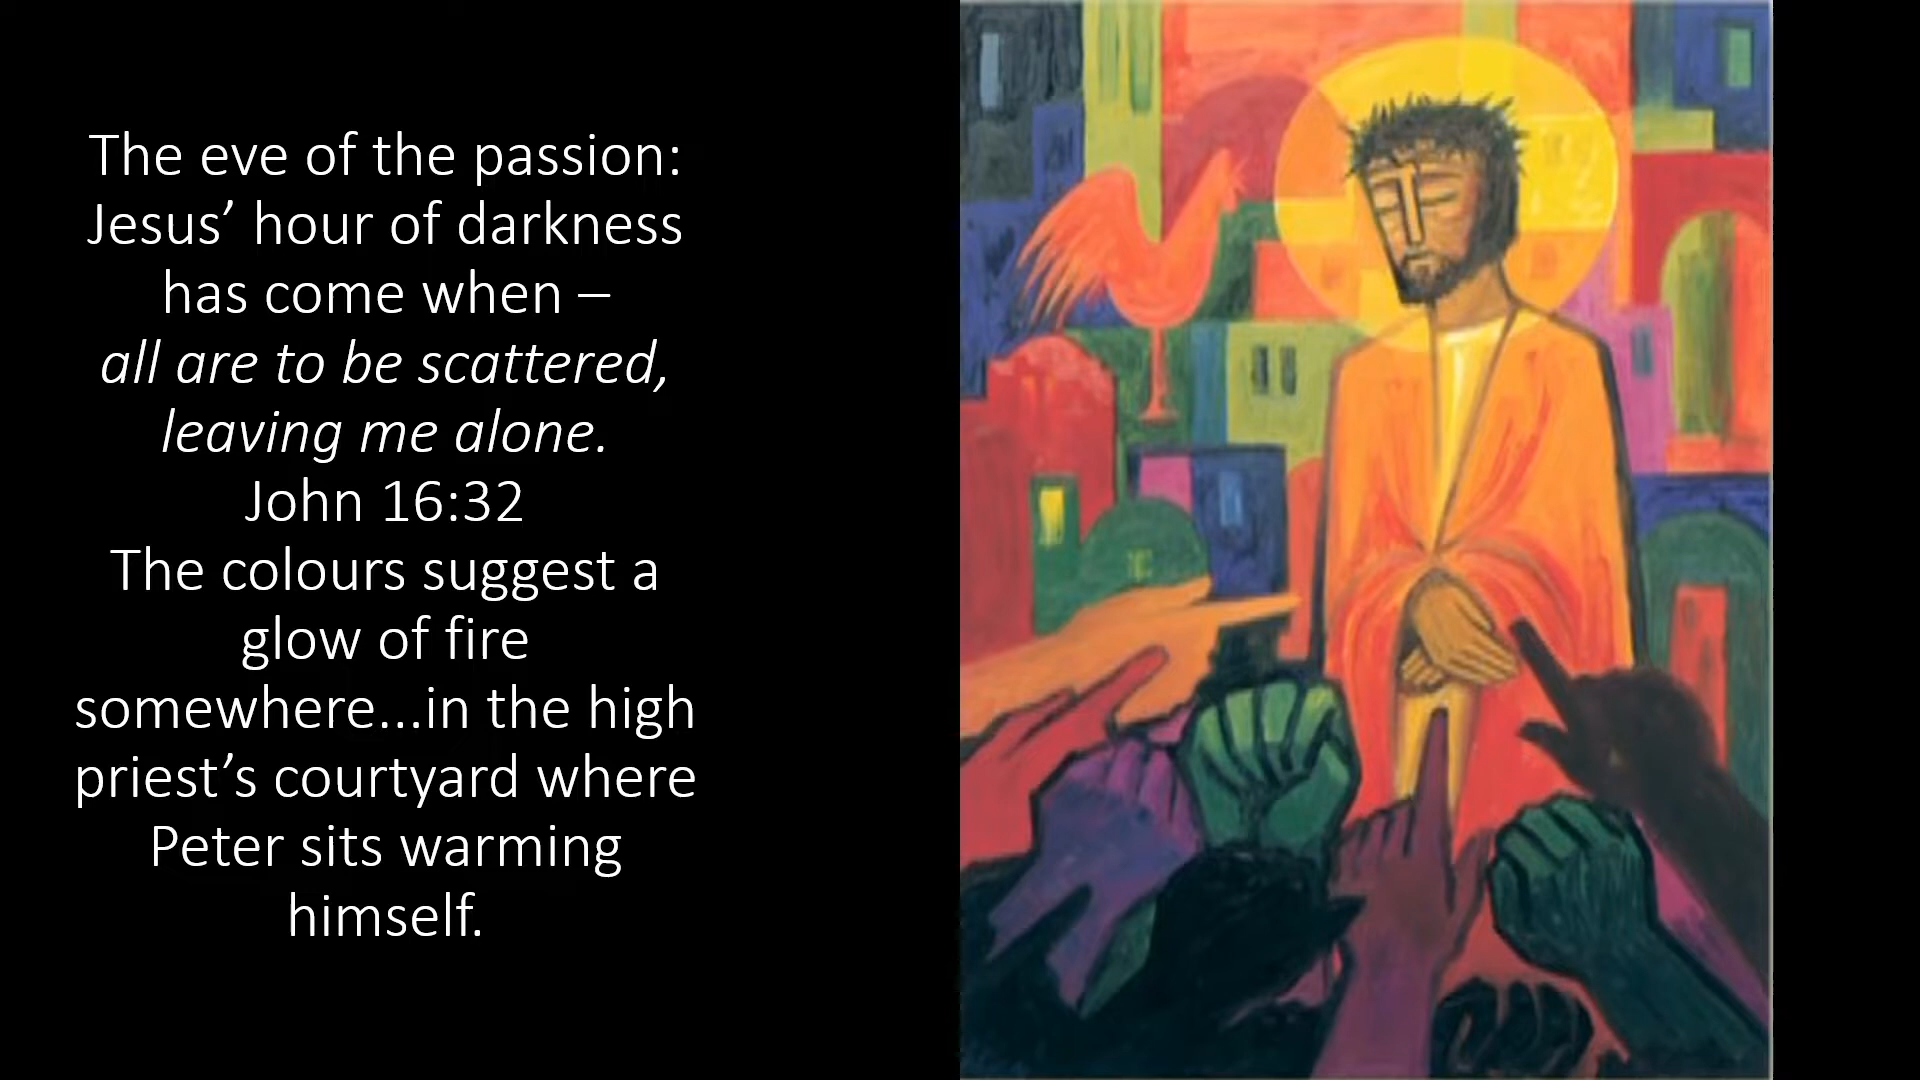 The eve of the passion:
Jesus’ hour of darkness
has come when –
all are to be scattered,
leaving me alone.
John 16:32
The colours suggest a
glow of fire
somewhere...in the high
priest’s courtyard where
Peter sits warming
himself.